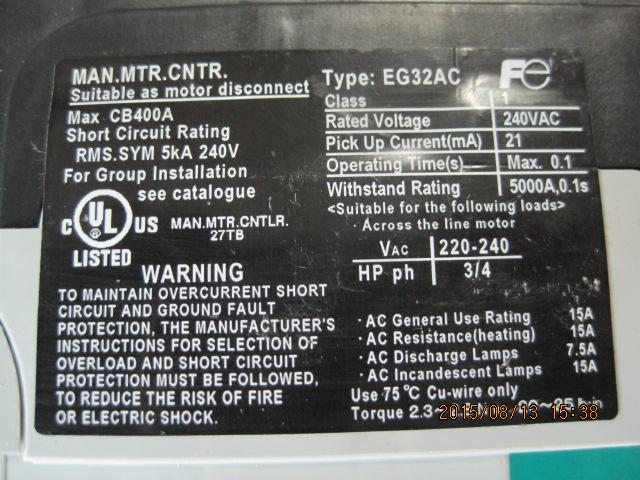 MAN.MTR.CNTR.
Suitable as motor disconnect
Max CB400A
Short Circuit Rating
RMS.SYM 5kA 240V
For Group Installation
see catalogue
C UL US MAN.MTR.CNTLR.
27TB
LISTED
WARNING
TO MAINTAIN OVERCURRENT SHORT
CIRCUIT AND GROUND FAULT
PROTECTION, THE MANUFACTURER'S
INSTRUCTIONS FOR SELECTION OF
OVERLOAD AND SHORT CIRCUIT
PROTECTION MUST BE FOLLOWED,
TO REDUCE THE RISK OF FIRE
OR ELECTRIC SHOCK.
Type: EG32AC Fe
Class 1
Rated Voltage 240VAC
Pick Up Current(mA) 21
Operating Time(s) Max. 0.1
Withstand Rating 5000A,0.1s
<Suitable for the following loads>
· Across the line motor
VAC 220-240
HP ph 3/4
· AC General Use Rating 15A
· AC Resistance(heating) 15A
· AC Discharge Lamps 7.5A
· AC Incandescent Lamps 15A
Use 75℃ Cu-wire only
Torque 2.3~
2015/08/13 15:38